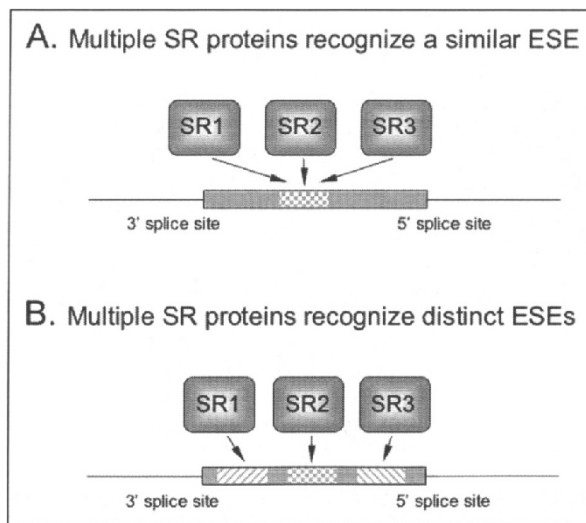 A. Multiple SR proteins recognize a similar ESE
SR1 SR2 SR3
3' splice site 5' splice site
B. Multiple SR proteins recognize distinct ESEs
SR1 SR2 SR3
3' splice site 5' splice site